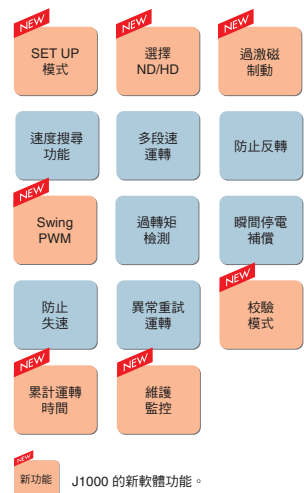 NEW
SET UP
模式
NEW
選擇
ND/HD
NEW
過激磁
制動
速度搜尋
功能
多段速
運轉
防止反轉
NEW
Swing
PWM
過轉矩
檢測
瞬間停電
補償
防止
失速
異常重試
運轉
NEW
校驗
模式
NEW
累計運轉
時間
NEW
維護
監控
NEW
新功能
J1000 的新軟體功能。